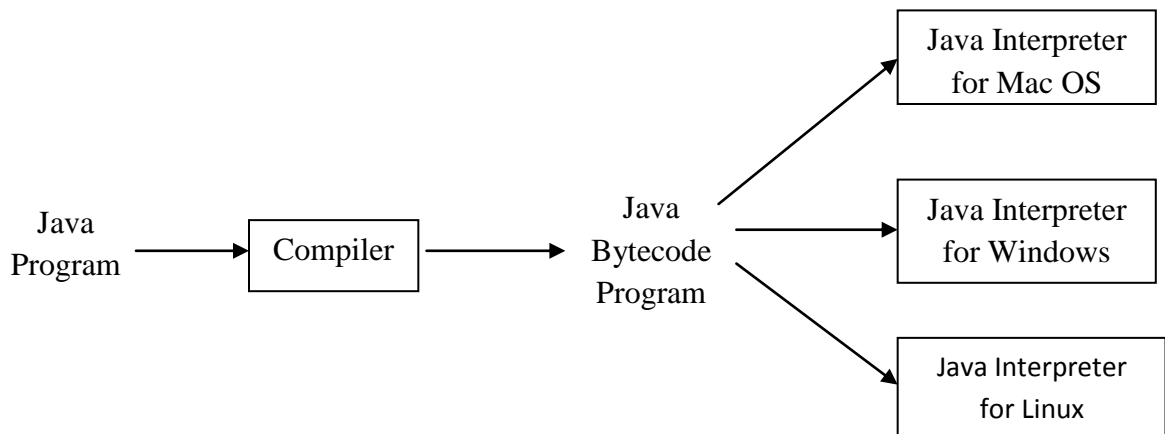 Java
Program
Compiler
Java
Bytecode
Program
Java Interpreter
for Mac OS
Java Interpreter
for Windows
Java Interpreter
for Linux